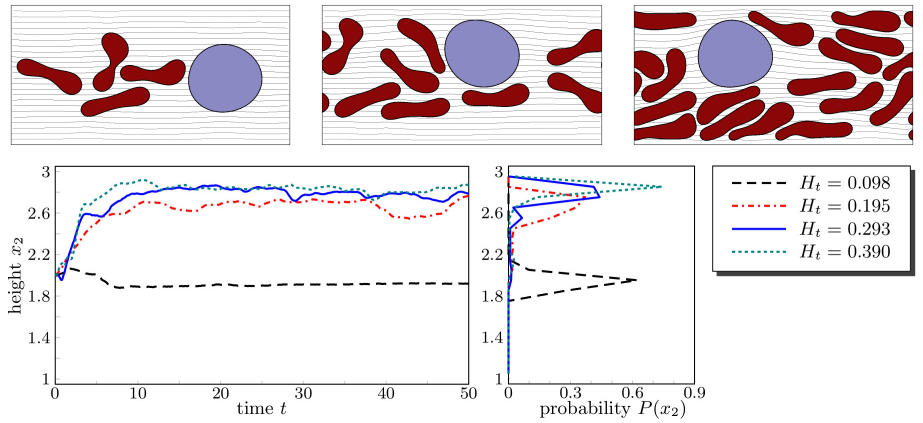 3
2.6
2.2
1.8
1.4
1
height x₂
0 10 20 30 40 50
time t
3
2.6
2.2
1.8
1.4
1
0 0.3 0.6 0.9
probability P(x₂)
Hₜ = 0.098
Hₜ = 0.195
Hₜ = 0.293
Hₜ = 0.390